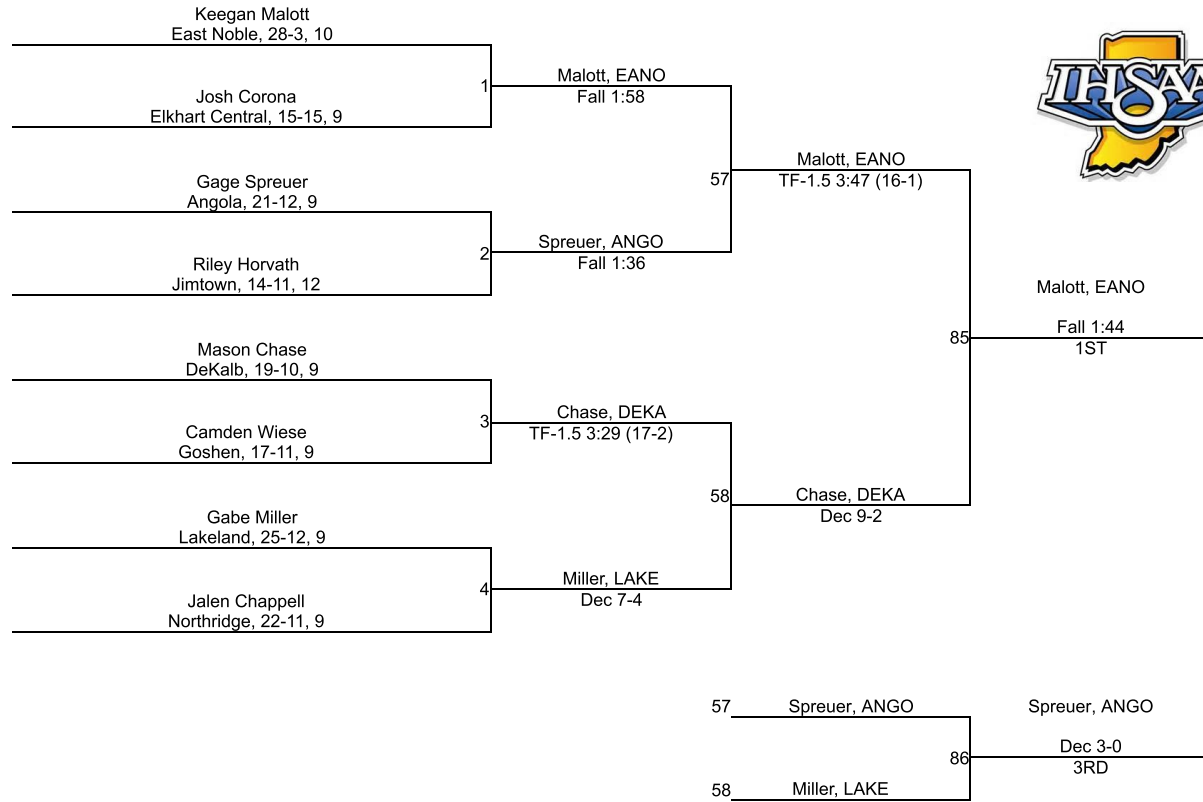 Keegan Malott
East Noble, 28-3, 10
Josh Corona
Elkhart Central, 15-15, 9
Gage Spreuer
Angola, 21-12, 9
Riley Horvath
Jimtown, 14-11, 12
Mason Chase
DeKalb, 19-10, 9
Camden Wiese
Goshen, 17-11, 9
Gabe Miller
Lakeland, 25-12, 9
Jalen Chappell
Northridge, 22-11, 9
1
Malott, EANO
Fall 1:58
2
Spreuer, ANGO
Fall 1:36
3
Chase, DEKA
TF-1.5 3:29 (17-2)
4
Miller, LAKE
Dec 7-4
57
Malott, EANO
TF-1.5 3:47 (16-1)
58
Chase, DEKA
Dec 9-2
IHSAA
85
Malott, EANO
Fall 1:44
1ST
57
Spreuer, ANGO
58
Miller, LAKE
86
Spreuer, ANGO
Dec 3-0
3RD